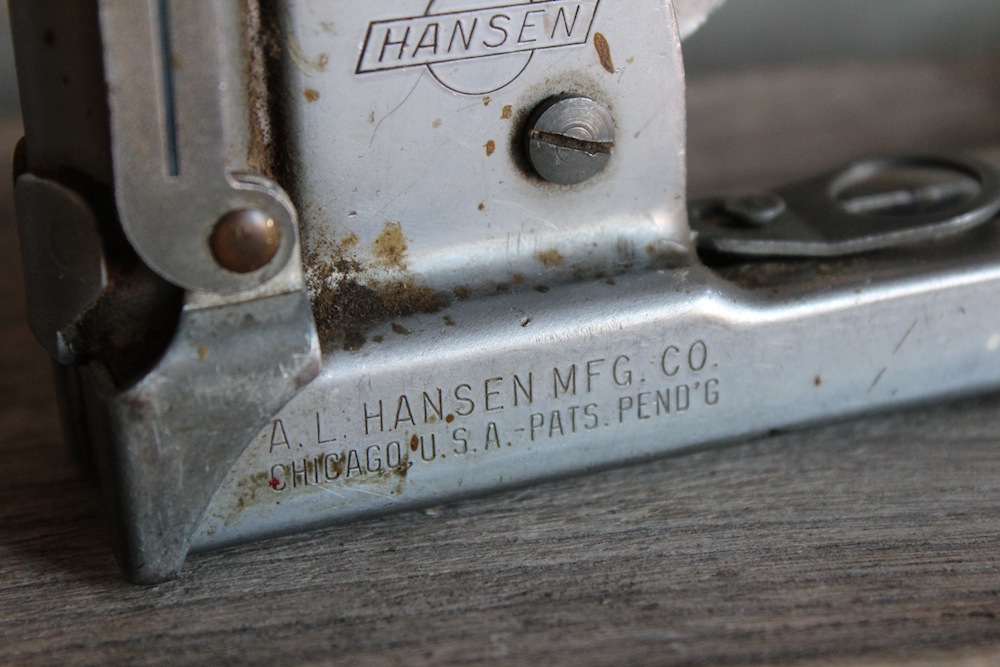 HANSEN
A. L. HANSEN MFG. CO.
CHICAGO, U.S.A.-PATS. PEND'G